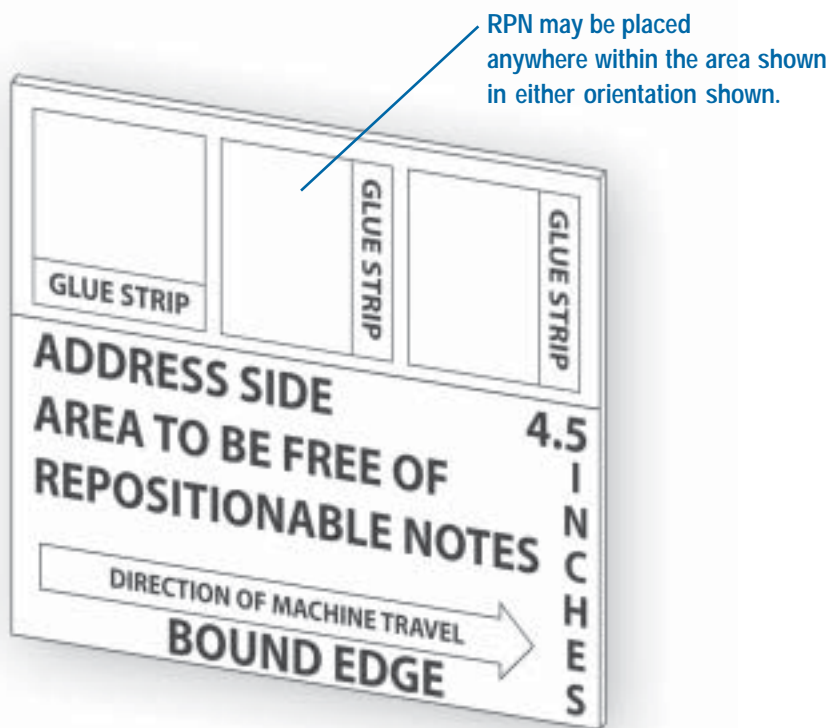 RPN may be placed
anywhere within the area shown
in either orientation shown.
GLUE STRIP
GLUE STRIP
GLUE STRIP
ADDRESS SIDE
AREA TO BE FREE OF
REPOSITIONABLE NOTES
4.5
INCHES
DIRECTION OF MACHINE TRAVEL
BOUND EDGE